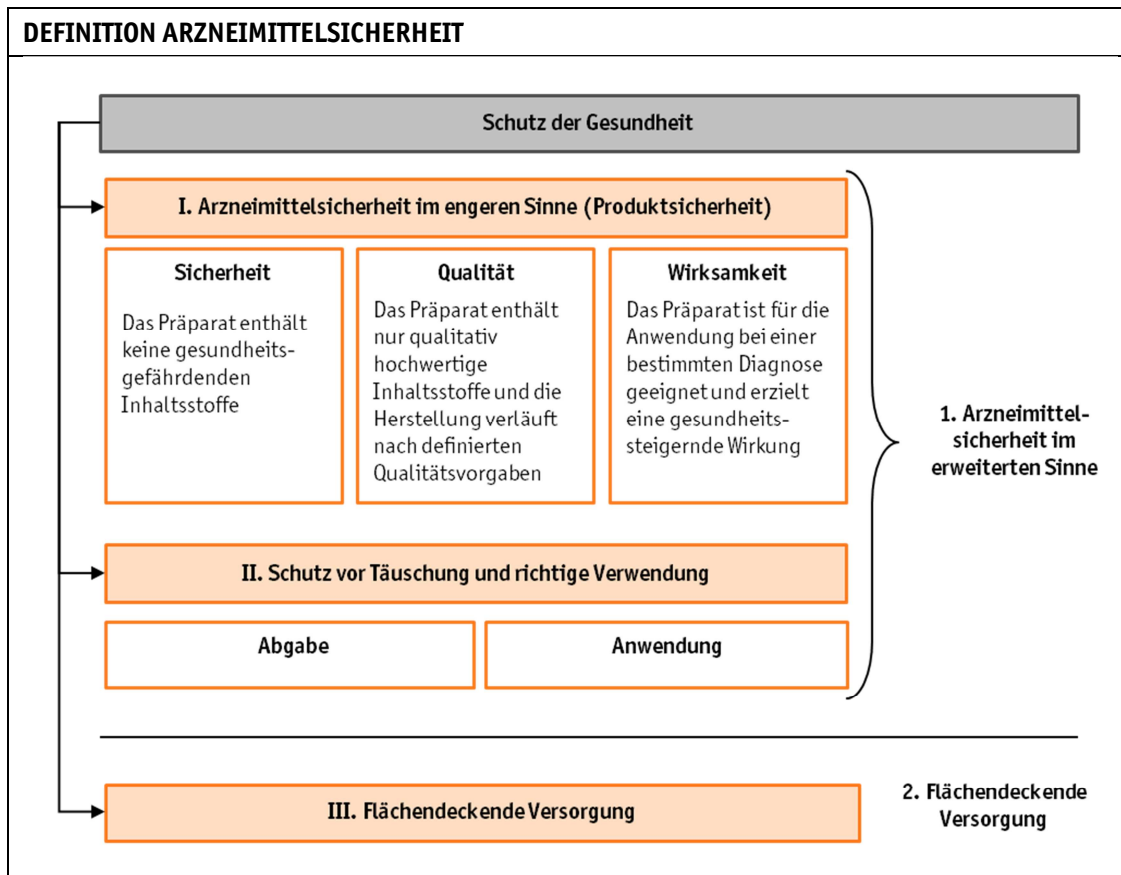 DEFINITION ARZNEIMITTELSICHERHEIT
Schutz der Gesundheit
I. Arzneimittelsicherheit im engeren Sinne (Produktsicherheit)
Sicherheit
Das Präparat enthält
keine gesundheits-
gefährdenden
Inhaltsstoffe
Qualität
Das Präparat enthält
nur qualitativ
hochwertige
Inhaltsstoffe und die
Herstellung verläuft
nach definierten
Qualitätsvorgaben
Wirksamkeit
Das Präparat ist für die
Anwendung bei einer
bestimmten Diagnose
geeignet und erzielt
eine gesundheits-
steigernde Wirkung
1. Arzneimittel-
sicherheit im
erweiterten Sinne
II. Schutz vor Täuschung und richtige Verwendung
Abgabe
Anwendung
III. Flächendeckende Versorgung
2. Flächendeckende
Versorgung